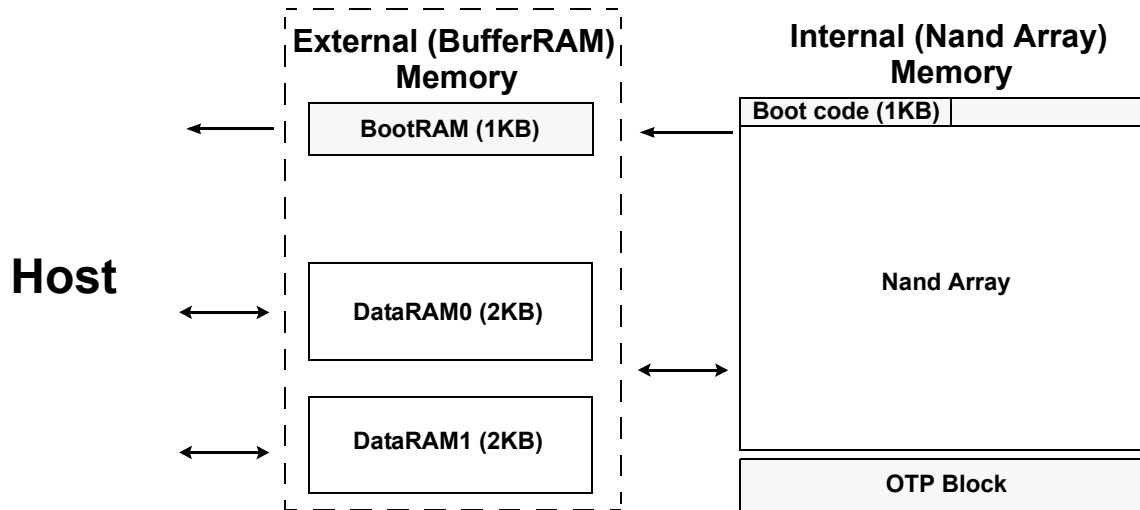 External (BufferRAM)
Memory
Internal (Nand Array)
Memory
BootRAM (1KB)
Boot code (1KB)
Host
DataRAM0 (2KB)
Nand Array
DataRAM1 (2KB)
OTP Block